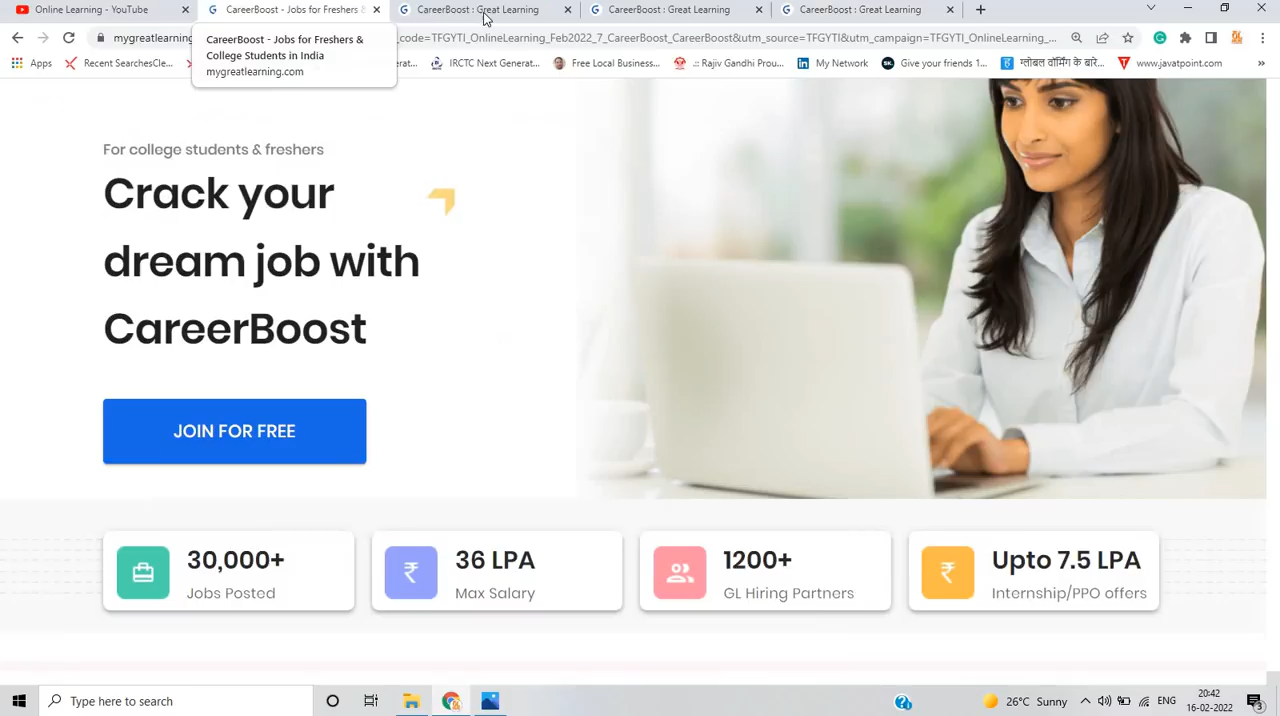 Online Learning - YouTube
CareerBoost - Jobs for Freshers &
CareerBoost : Great Learning
CareerBoost : Great Learning
CareerBoost : Great Learning
mygreatlearning
_code=TFGYTI_OnlineLearning_Feb2022_7_CareerBoost_CareerBoost&utm_source=TFGYTI&utm_campaign=TFGYTI_OnlineLearning_...
CareerBoost - Jobs for Freshers &
College Students in India
mygreatlearning.com
Apps
Recent SearchesCle...
IRCTC Next Generat...
Free Local Business...
.:: Rajiv Gandhi Prou...
My Network
Give your friends 1...
ग्लोबल वॉर्मिंग के बारे...
www.javatpoint.com
»
For college students & freshers
Crack your
dream job with
CareerBoost
JOIN FOR FREE
30,000+
Jobs Posted
36 LPA
Max Salary
1200+
GL Hiring Partners
Upto 7.5 LPA
Internship/PPO offers
Type here to search
26°C Sunny
ENG
20:42
16-02-2022
3